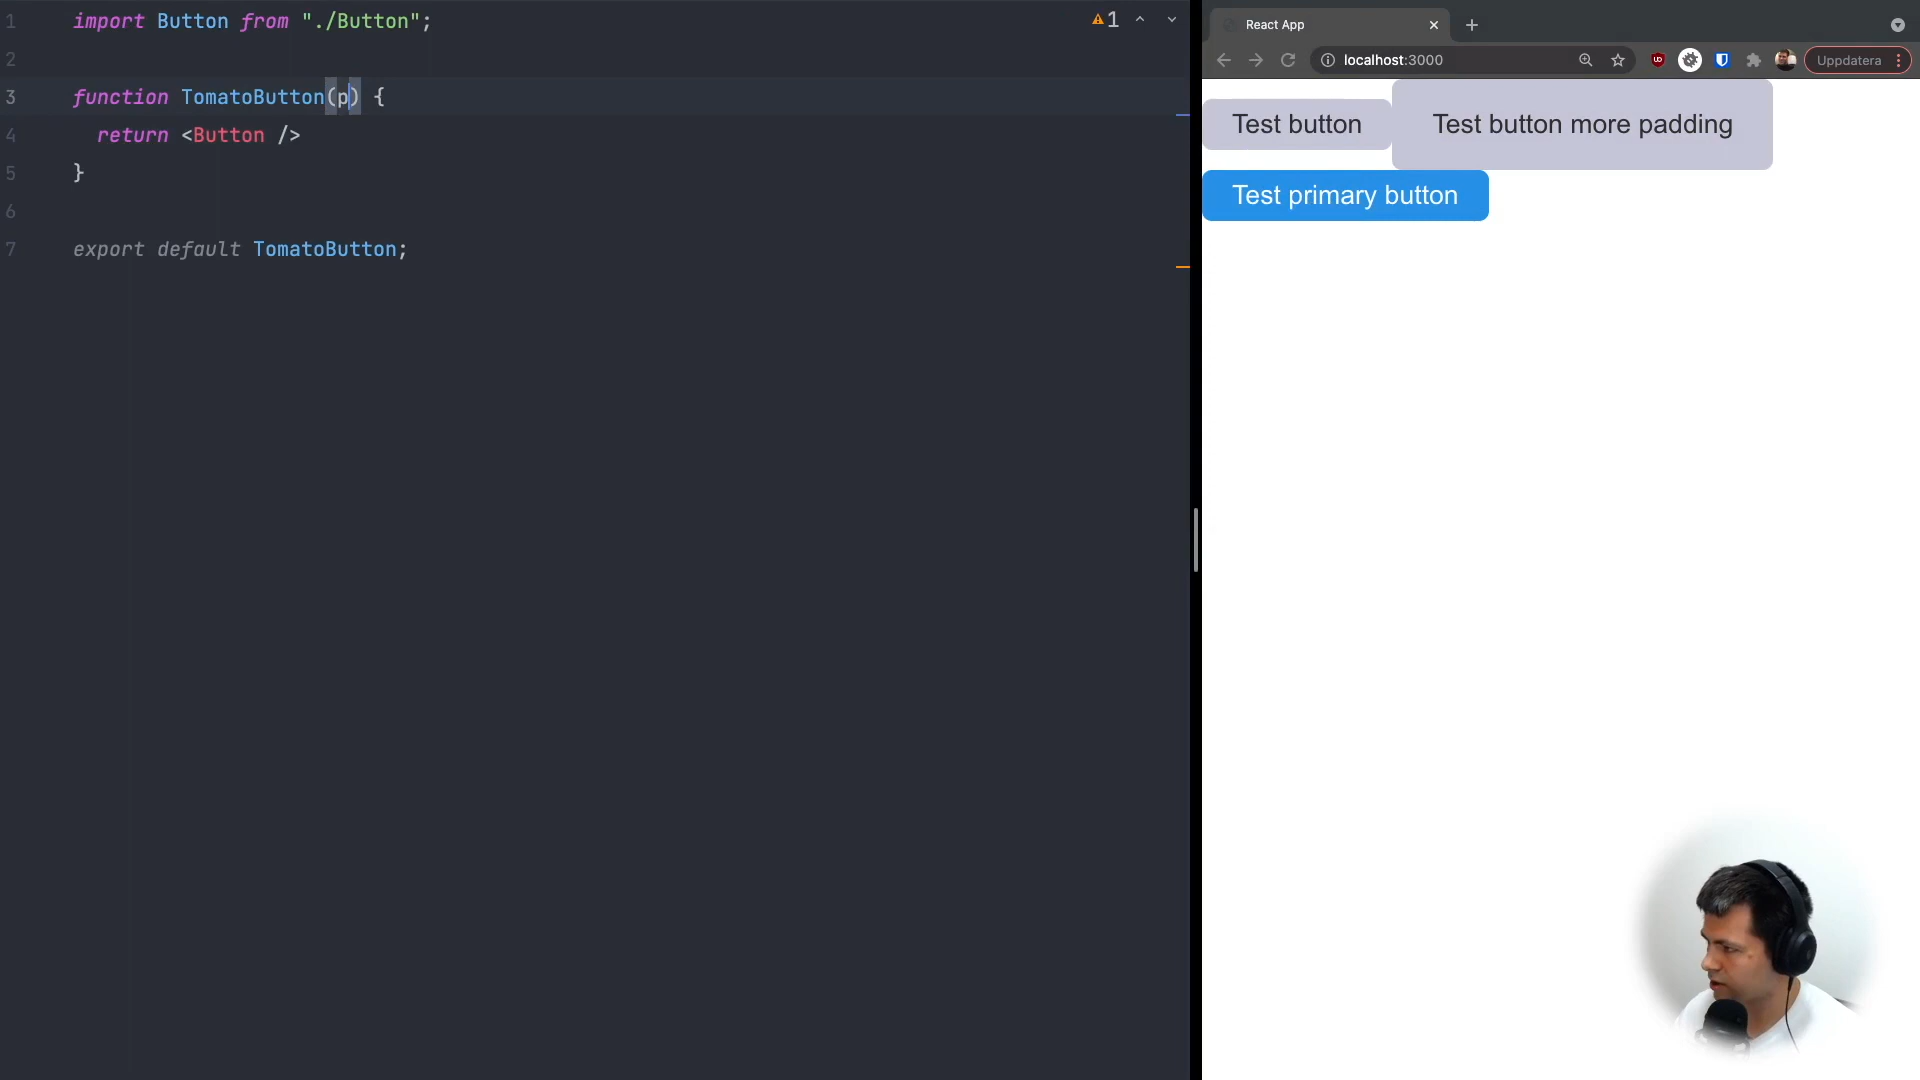 1 import Button from "./Button";
2
3 function TomatoButton(p) {
4 return <Button />
5 }
6
7 export default TomatoButton;
1
React App
localhost:3000
Uppdatera
Test button
Test button more padding
Test primary button